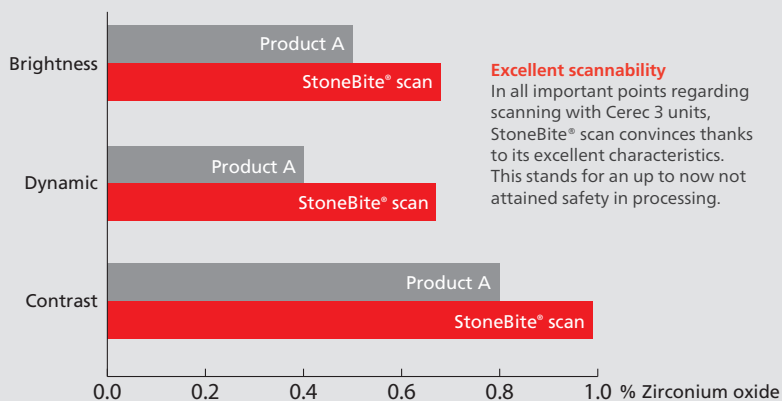 Brightness
Product A
StoneBite® scan
Dynamic
Product A
StoneBite® scan
Contrast
Product A
StoneBite® scan
0.0 0.2 0.4 0.6 0.8 1.0 % Zirconium oxide
Excellent scannability
In all important points regarding
scanning with Cerec 3 units,
StoneBite® scan convinces thanks
to its excellent characteristics.
This stands for an up to now not
attained safety in processing.